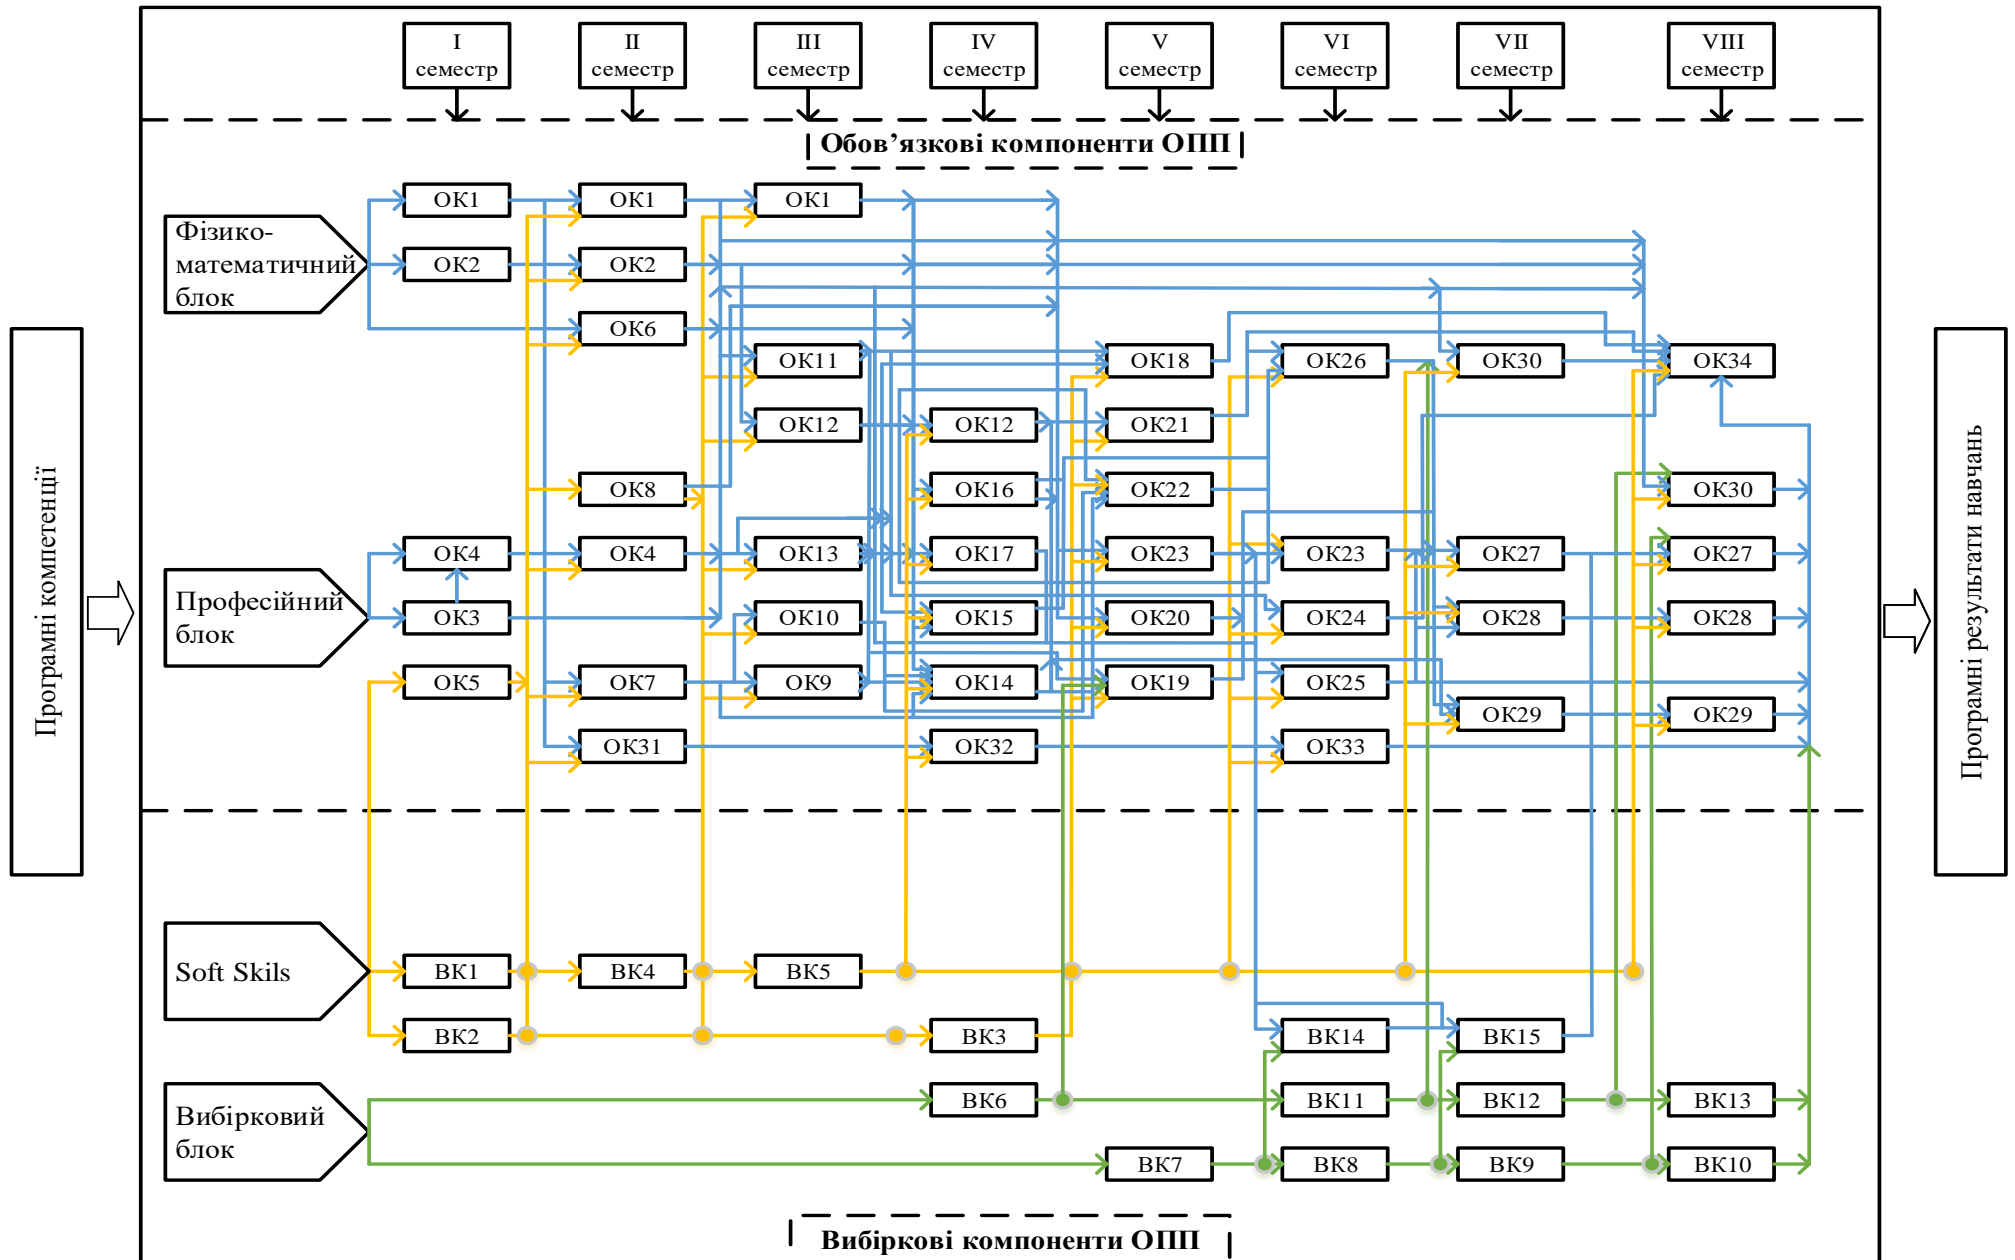 I
семестр
II
семестр
III
семестр
IV
семестр
V
семестр
VI
семестр
VII
семестр
VIII
семестр
Обов’язкові компоненти ОПП
Програмні компетенції
Фізико-
математичний
блок
ОК1
ОК1
ОК1
ОК2
ОК2
ОК6
ОК11
ОК18
ОК26
ОК30
ОК34
ОК12
ОК12
ОК21
ОК8
ОК16
ОК22
ОК30
Професійний
блок
ОК4
ОК4
ОК13
ОК17
ОК23
ОК23
ОК27
ОК27
ОК3
ОК10
ОК15
ОК20
ОК24
ОК28
ОК28
ОК5
ОК7
ОК9
ОК14
ОК19
ОК25
ОК29
ОК29
ОК31
ОК32
ОК33
Soft Skils
ВК1
ВК4
ВК5
ВК2
ВК3
ВК14
ВК15
Вибірковий
блок
ВК6
ВК11
ВК12
ВК13
ВК7
ВК8
ВК9
ВК10
Вибіркові компоненти ОПП
Програмні результати навчань